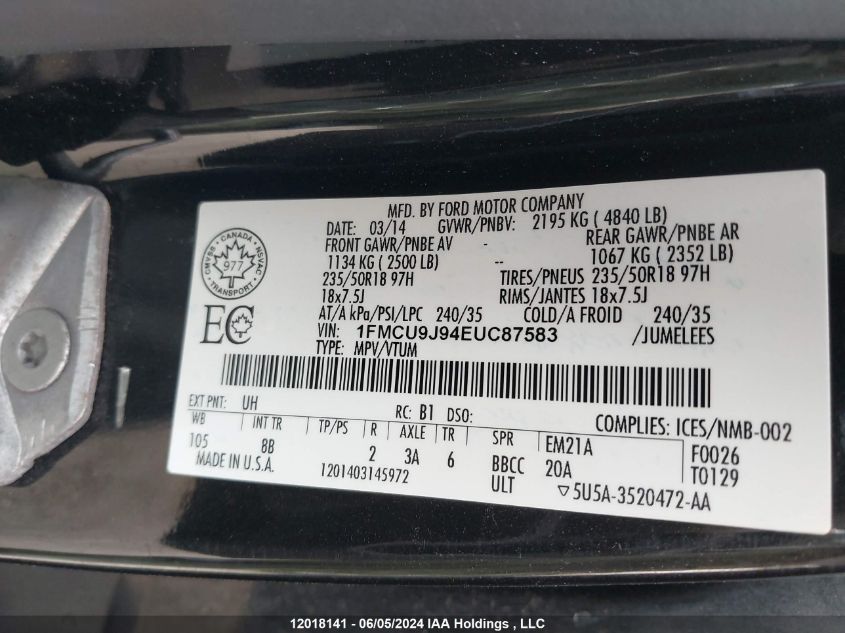 MFD. BY FORD MOTOR COMPANY
DATE: 03/14 GVWR/PNBV: 2195 KG ( 4840 LB)
FRONT GAWR/PNBE AV - REAR GAWR/PNBE AR
1134 KG ( 2500 LB) -- 1067 KG ( 2352 LB)
235/50R18 97H TIRES/PNEUS 235/50R18 97H
18x7.5J RIMS/JANTES 18x7.5J
AT/A kPa/PSI/LPC 240/35 COLD/A FROID 240/35
VIN: 1FMCU9J94EUC87583 /JUMELEES
TYPE: MPV/VTUM
CANADA
NSVAC
TRANSPORT
SSAMC
977
EC
EXT PNT: UH RC: B1 DSO: COMPLIES: ICES/NMB-002
WB INT TR TP/PS R AXLE TR SPR EM21A F0026
105 8B 2 3A 6 BBCC 20A T0129
MADE IN U.S.A. 1201403145972 ULT ▽5U5A-3520472-AA
12018141 - 06/05/2024 IAA Holdings , LLC